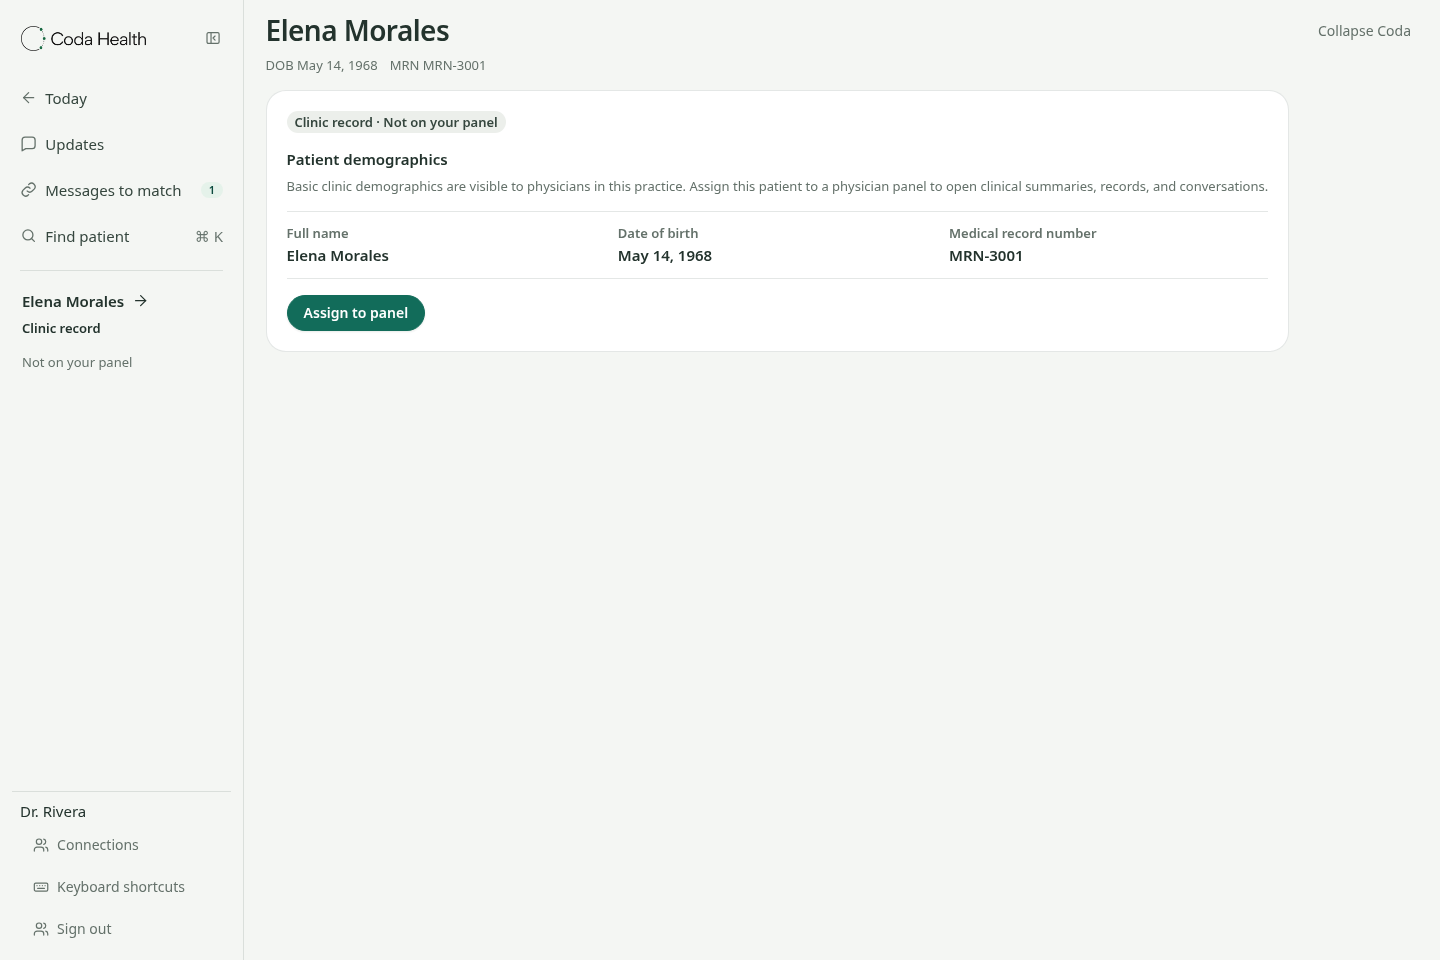 Coda Health
Today
Updates
Messages to match 1
Find patient ⌘ K
Elena Morales
Clinic record
Not on your panel
Dr. Rivera
Connections
Keyboard shortcuts
Sign out
Elena Morales
Collapse Coda
DOB May 14, 1968 MRN MRN-3001
Clinic record · Not on your panel
Patient demographics
Basic clinic demographics are visible to physicians in this practice. Assign this patient to a physician panel to open clinical summaries, records, and conversations.
Full name Date of birth Medical record number
Elena Morales May 14, 1968 MRN-3001
Assign to panel